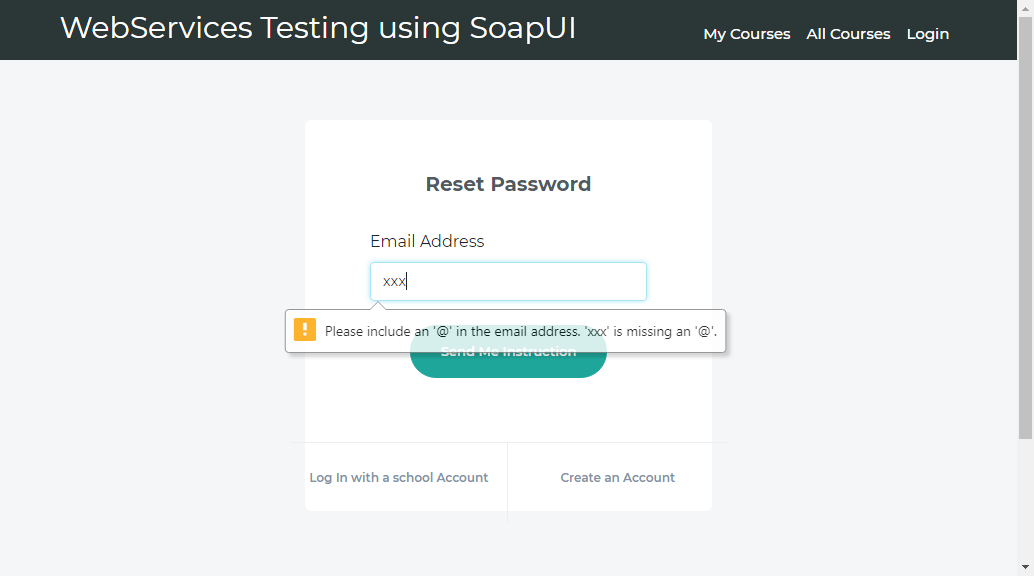 WebServices Testing using SoapUI
My Courses All Courses Login
Reset Password
Email Address
xxx
Please include an '@' in the email address. 'xxx' is missing an '@'.
Send Me Instruction
Log In with a school Account
Create an Account